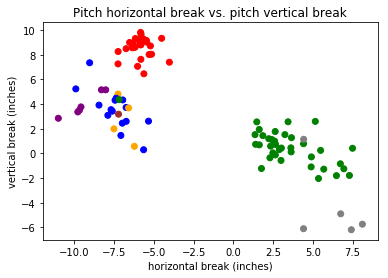 Pitch horizontal break vs. pitch vertical break
vertical break (inches)
10
8
6
4
2
0
−2
−4
−6
−10.0 −7.5 −5.0 −2.5 0.0 2.5 5.0 7.5
horizontal break (inches)